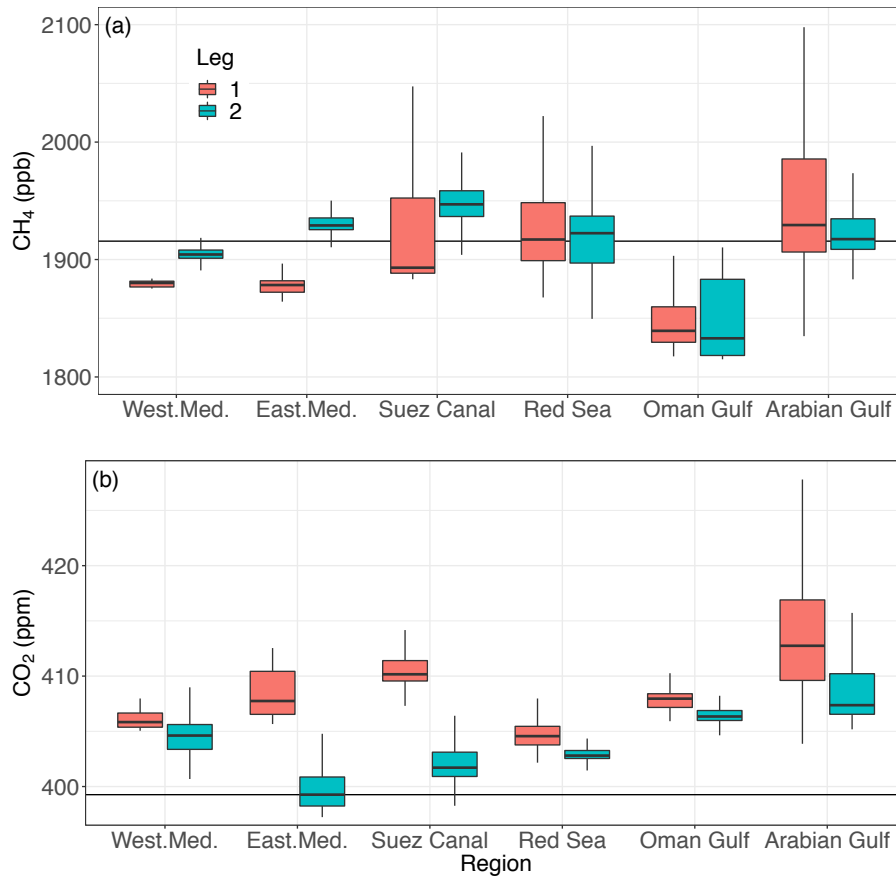 (a)
Leg
1
2
2100
2000
1900
1800
CH₄ (ppb)
West.Med. East.Med. Suez Canal Red Sea Oman Gulf Arabian Gulf
(b)
420
410
400
CO₂ (ppm)
West.Med. East.Med. Suez Canal Red Sea Oman Gulf Arabian Gulf
Region